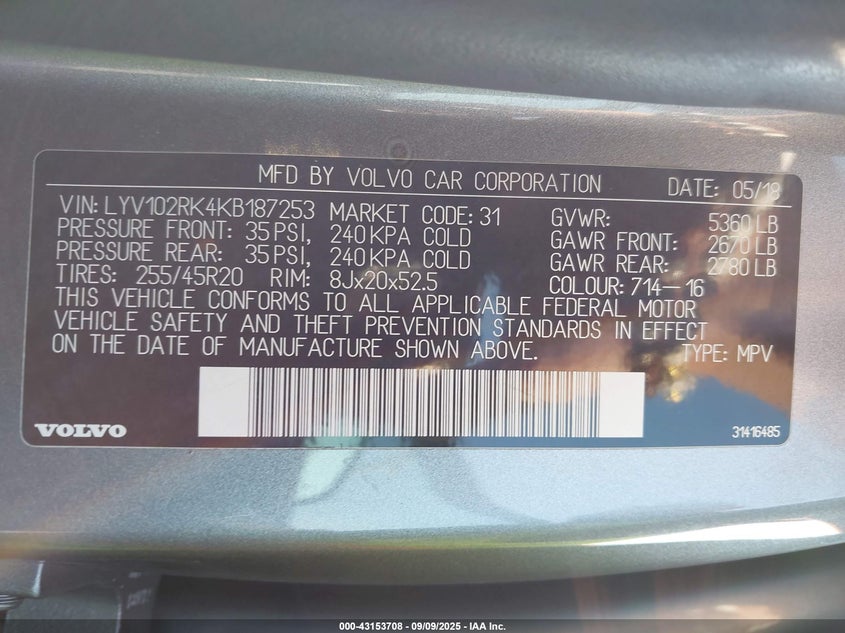 MFD BY VOLVO CAR CORPORATION DATE: 05/18
VIN: LYV102RK4KB187253 MARKET CODE: 31 GVWR: 5360 LB
PRESSURE FRONT: 35 PSI, 240 KPA COLD GAWR FRONT: 2670 LB
PRESSURE REAR: 35 PSI, 240 KPA COLD GAWR REAR: 2780 LB
TIRES: 255/45R20 RIM: 8Jx20x52.5 COLOUR: 714-16
THIS VEHICLE CONFORMS TO ALL APPLICABLE FEDERAL MOTOR
VEHICLE SAFETY AND THEFT PREVENTION STANDARDS IN EFFECT
ON THE DATE OF MANUFACTURE SHOWN ABOVE. TYPE: MPV
VOLVO 31416485
000-43153708 - 09/09/2025 - IAA Inc.